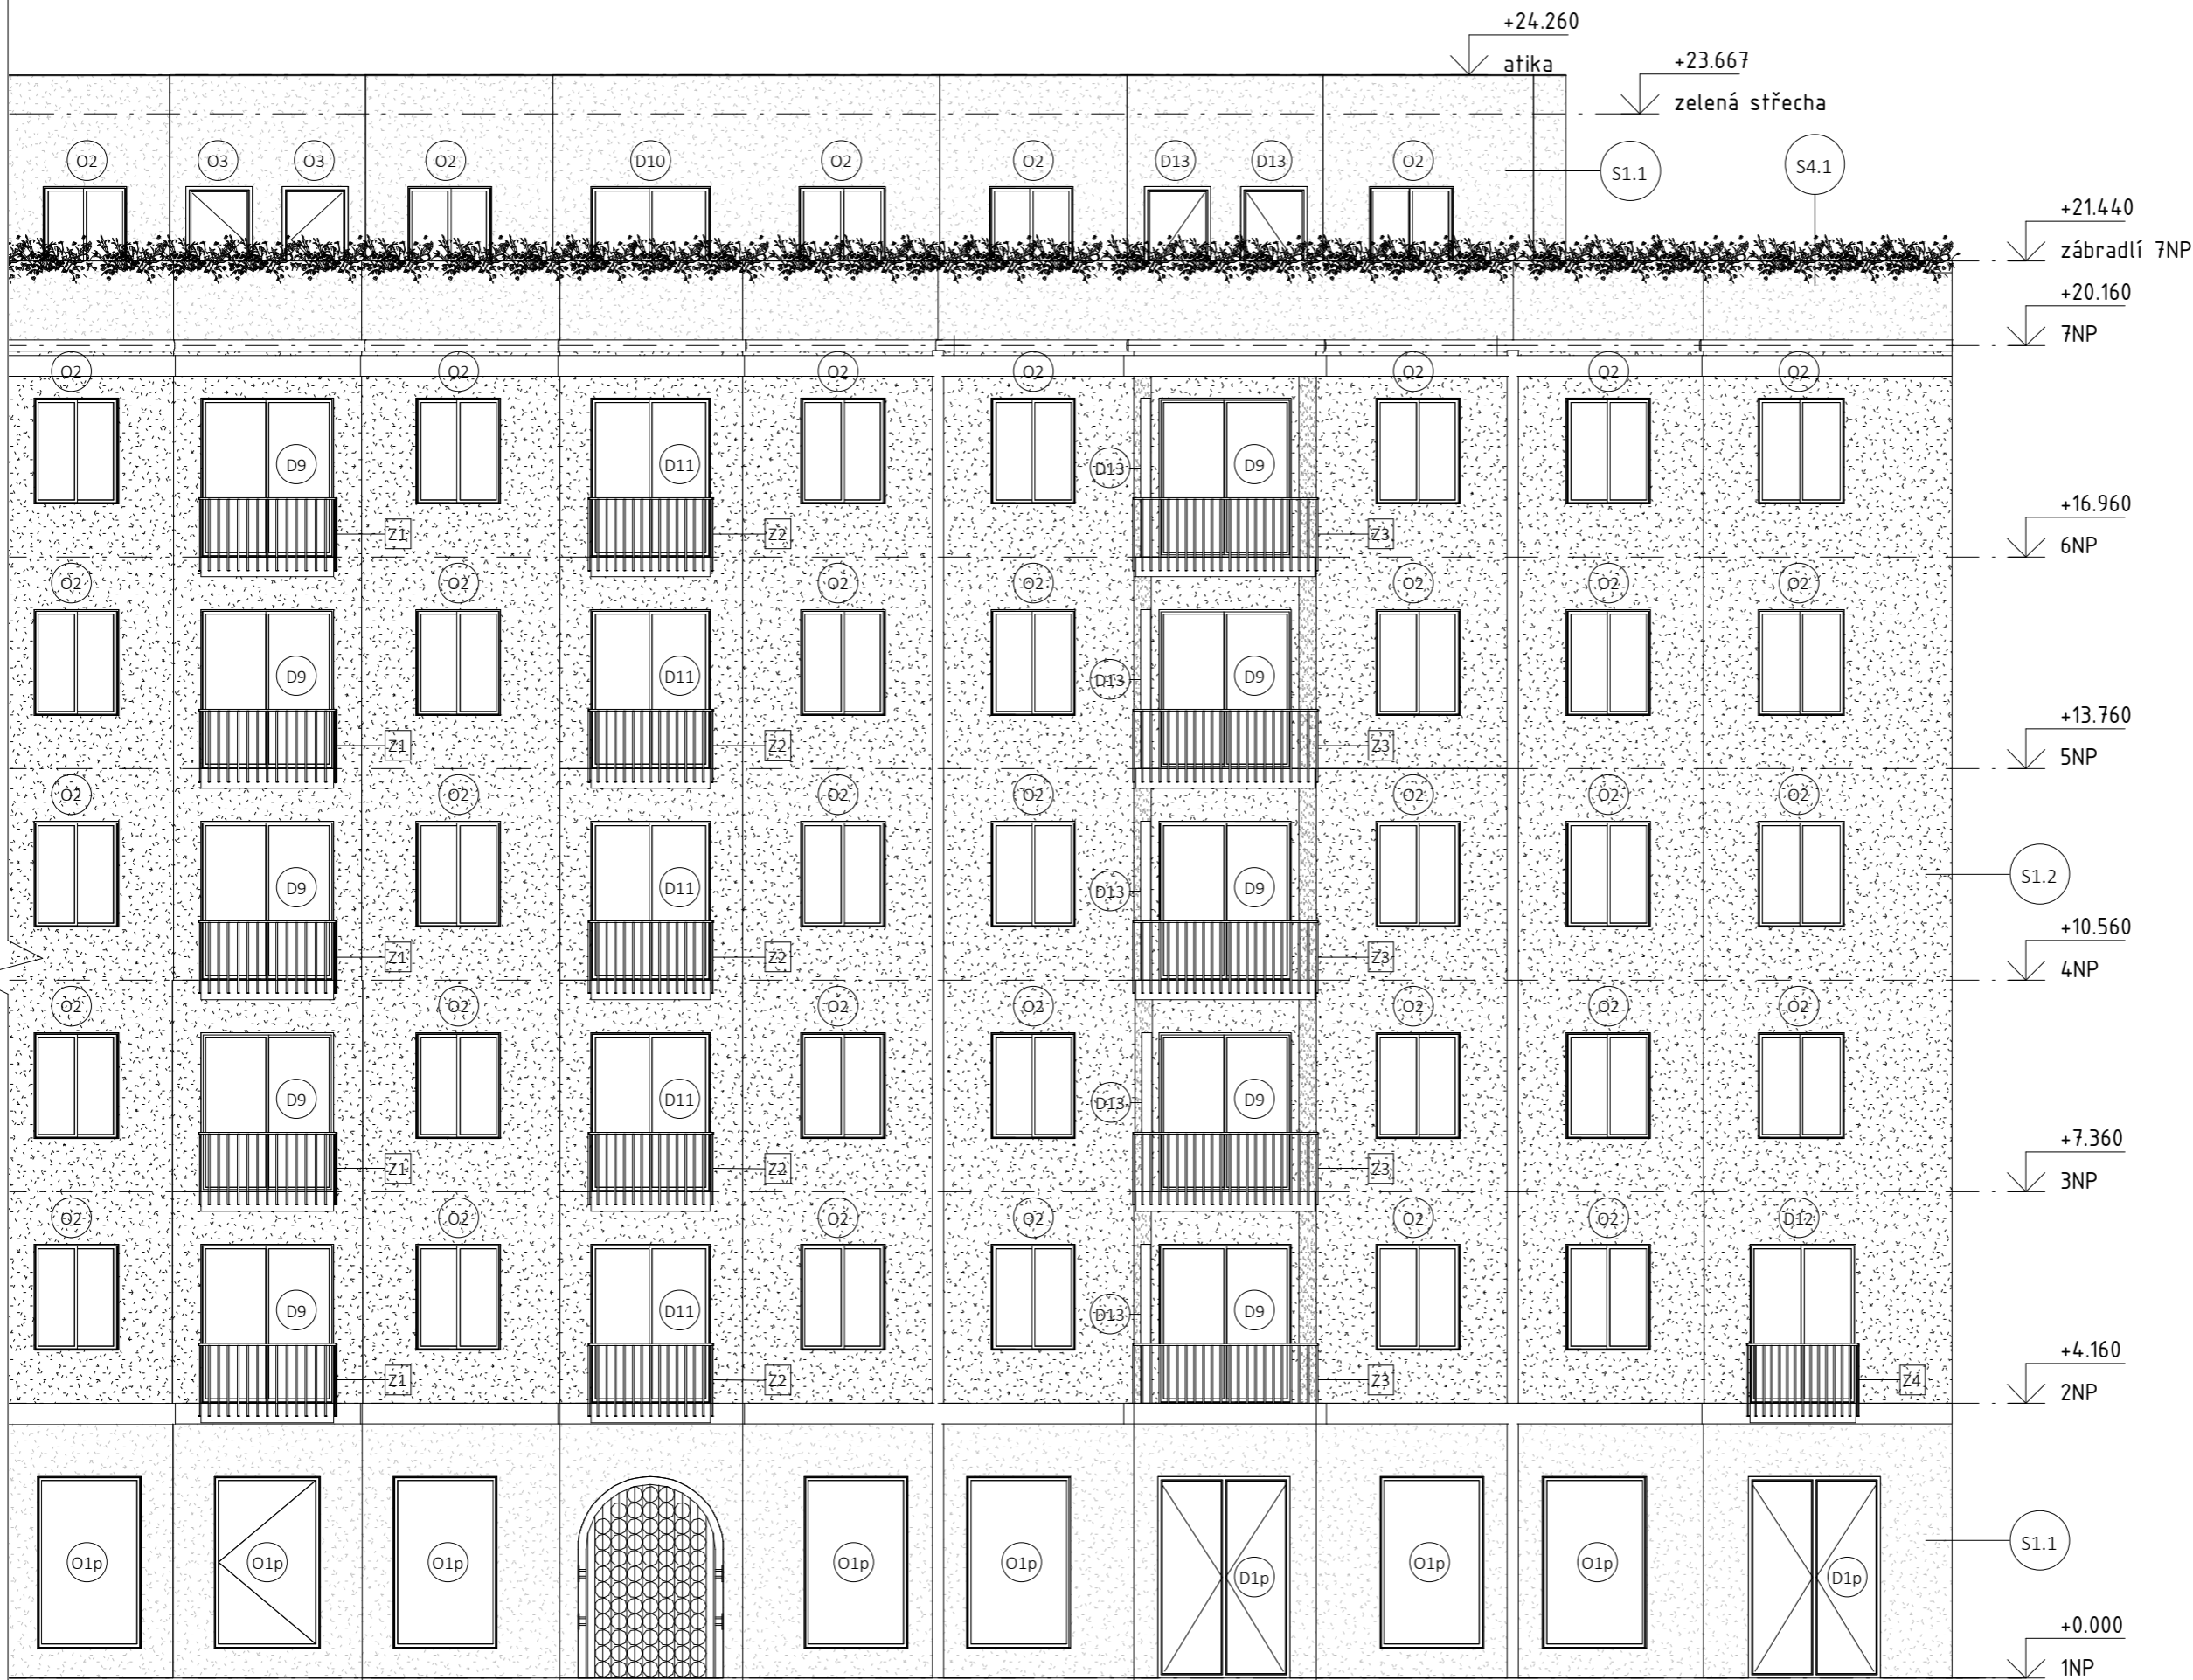 +24.260
atika
+23.667
zelená střecha
O2 O3 O3 O2 D10 O2 O2 D13 D13 O2
S1.1 S4.1
+21.440
zábradlí 7NP
+20.160
7NP
O2 O2 O2 O2 O2 O2 O2
D9 D11 D13 D9
+16.960
Z1 Z2 Z3
6NP
O2 O2 O2 O2 O2 O2 O2
D9 D11 D13 D9
+13.760
Z1 Z2 Z3
5NP
O2 O2 O2 O2 O2 O2 O2
D9 D11 D13 D9
S1.2
+10.560
Z1 Z2 Z3
4NP
O2 O2 O2 O2 O2 O2 O2
D9 D11 D13 D9
+7.360
Z1 Z2 Z3
3NP
O2 O2 O2 O2 O2 O2 D12
D9 D11 D13 D9
+4.160
Z1 Z2 Z3 Z4
2NP
S1.1
O1p O1p O1p O1p O1p D1p O1p O1p D1p
+0.000
1NP